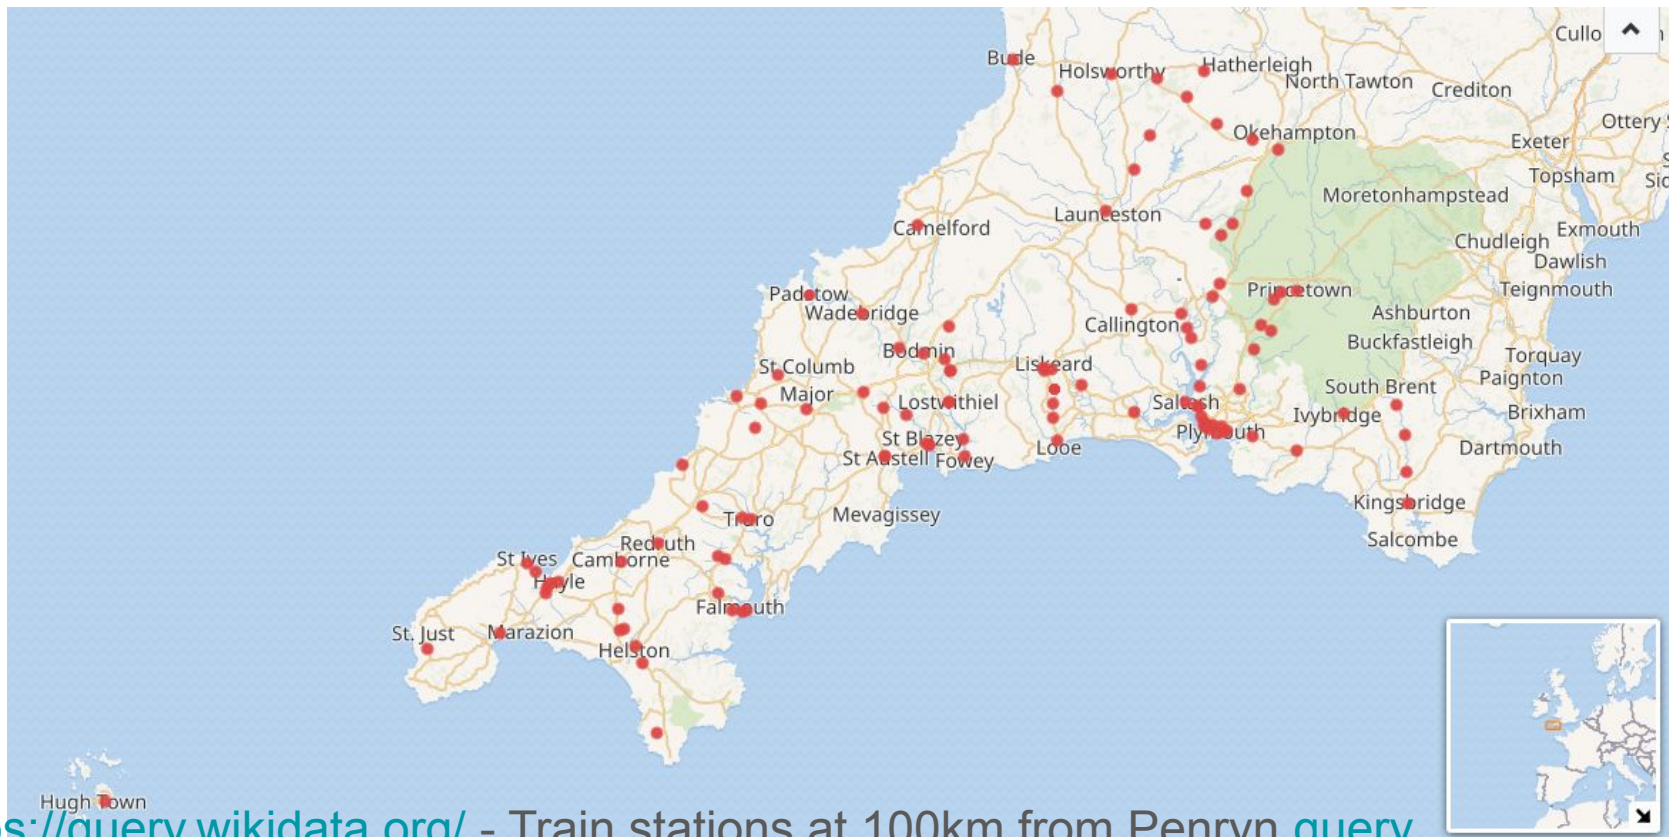 Cullo
Bude
Holsworthy
Hatherleigh
North Tawton
Crediton
Ottery
Okehampton
Exeter
Topsham
Sid
Moretonhampstead
Launceston
Camelford
Exmouth
Chudleigh
Dawlish
Padstow
Princetown
Teignmouth
Wadebridge
Ashburton
Callington
Buckfastleigh
Bodmin
Torquay
St Columb
Major
Liskeard
Paignton
South Brent
Lostwithiel
Saltash
Ivybridge
Brixham
St Blazey
Plymouth
Looe
Dartmouth
St Austell
Fowey
Kingsbridge
Truro
Mevagissey
Salcombe
Redruth
St Ives
Camborne
Hayle
Falmouth
St. Just
Marazion
Helston
Hugh Town
s://query.wikidata.org/ - Train stations at 100km from Penryn query